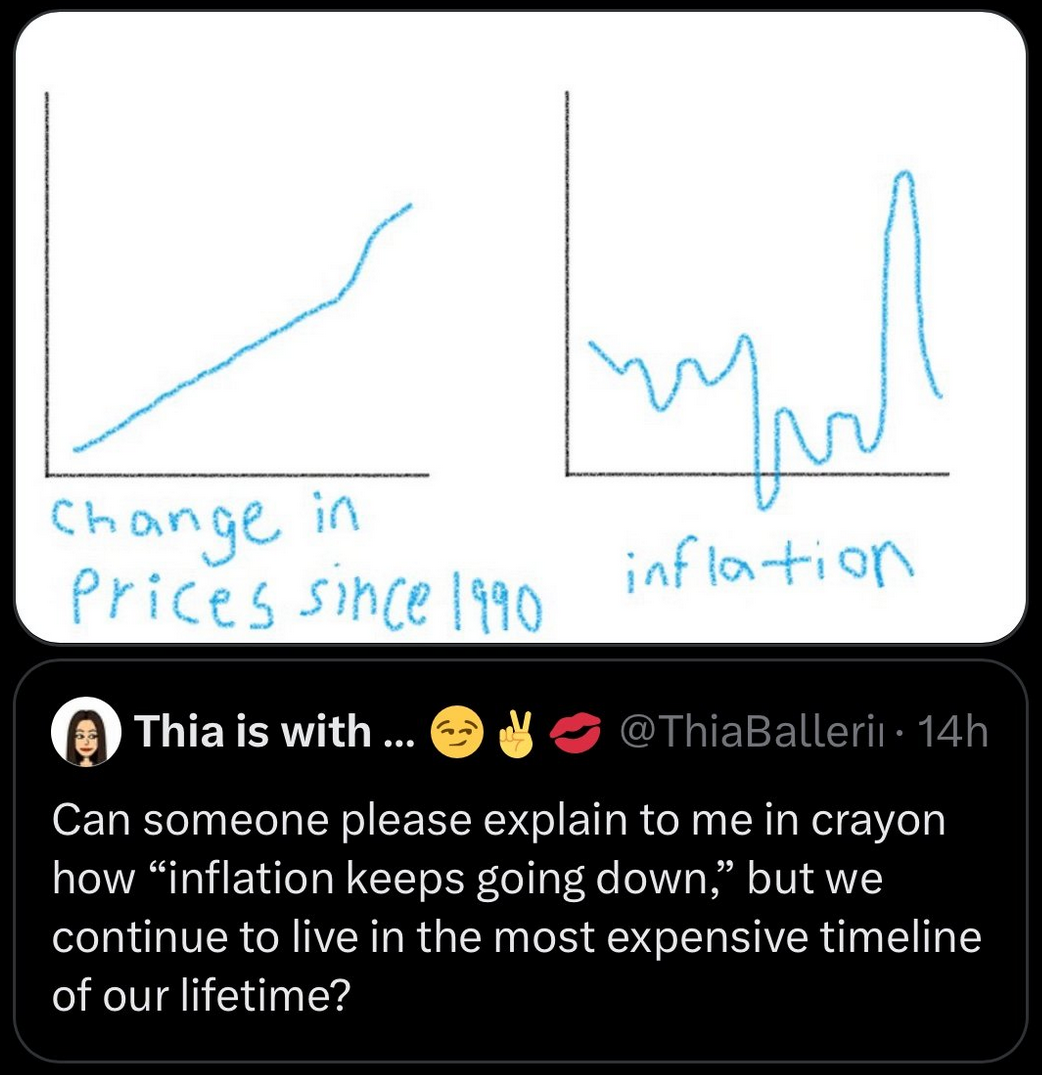 change in
Prices since 1990
inflation
Thia is with ... 😏✌️💋 @ThiaBallerii · 14h
Can someone please explain to me in crayon
how “inflation keeps going down,” but we
continue to live in the most expensive timeline
of our lifetime?